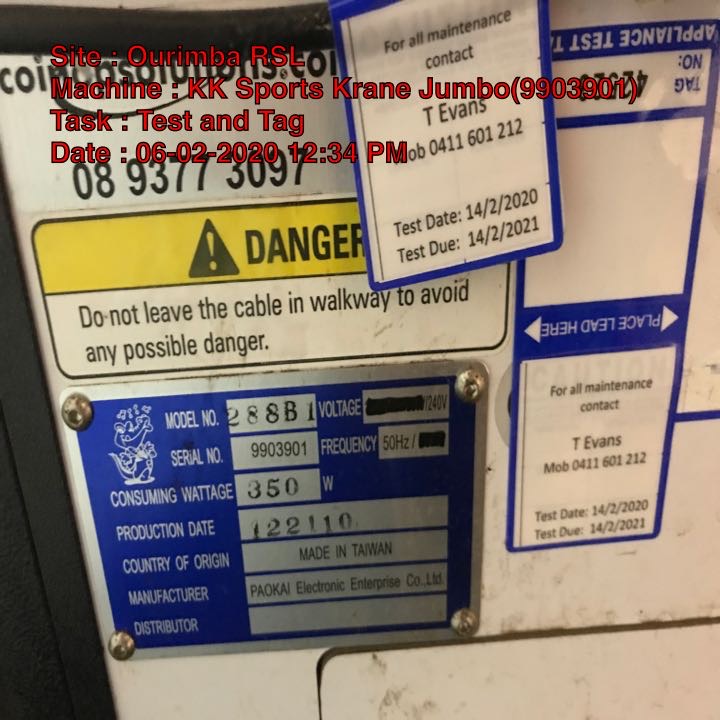 Site : Ourimba RSL
Machine : KK Sports Krane Jumbo(9903901)
Task : Test and Tag
Date : 06-02-2020 12:34 PM
08 9377 3097
For all maintenance
contact
T Evans
Mob 0411 601 212
Test Date: 14/2/2020
Test Due: 14/2/2021
APPLIANCE TEST
TAG
NO:
DANGER
Do not leave the cable in walkway to avoid
any possible danger.
PLACE LEAD HERE
For all maintenance
contact
T Evans
Mob 0411 601 212
Test Date: 14/2/2020
Test Due: 14/2/2021
MODEL NO. 288B1 VOLTAGE /240V
SERIAL NO. 9903901 FREQUENCY 50Hz /
CONSUMING WATTAGE 350 W
PRODUCTION DATE 122110
COUNTRY OF ORIGIN MADE IN TAIWAN
MANUFACTURER PAOKAI Electronic Enterprise Co.,Ltd.
DISTRIBUTOR